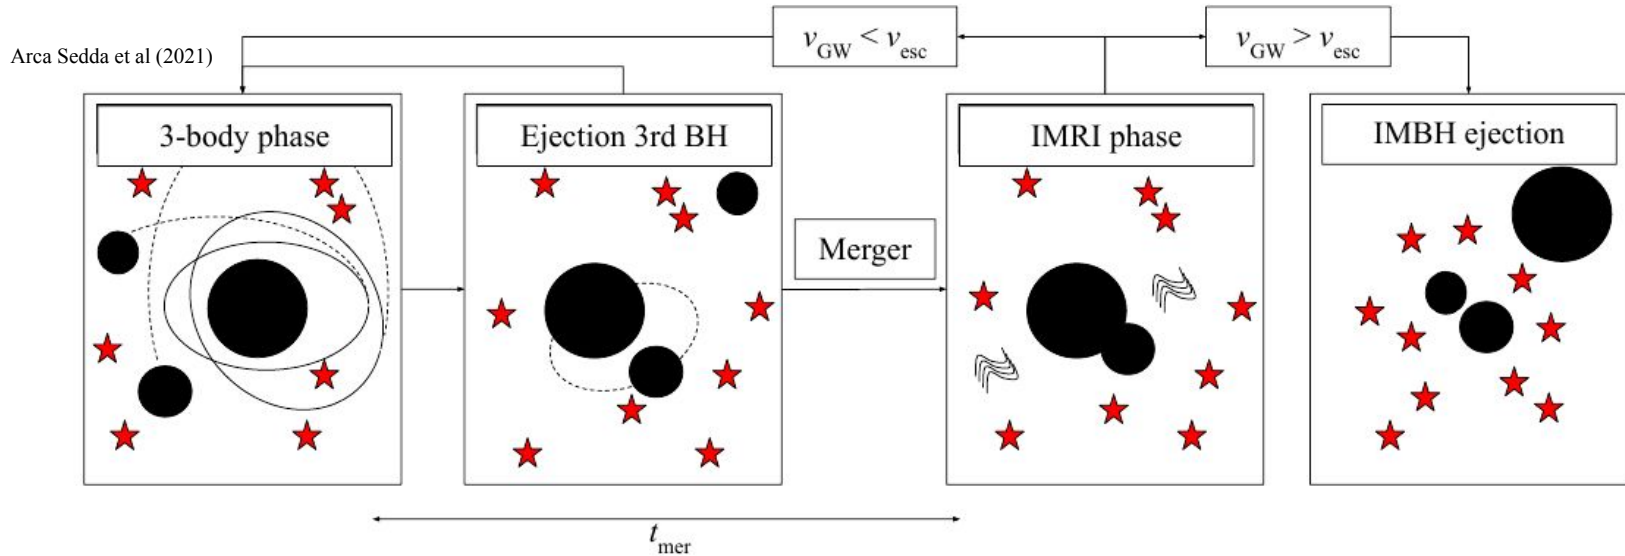 v_GW < v_esc
v_GW > v_esc
Arca Sedda et al (2021)
3-body phase
Ejection 3rd BH
IMRI phase
IMBH ejection
Merger
t_mer